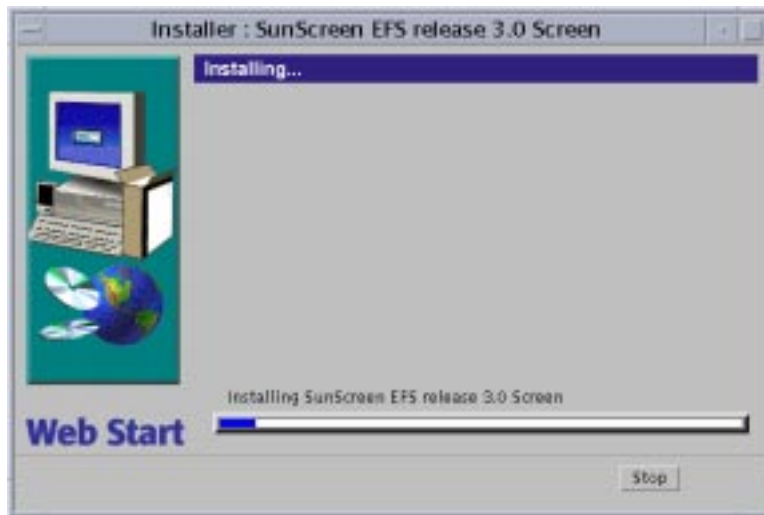 Installer : SunScreen EFS release 3.0 Screen
Installing...
Installing SunScreen EFS release 3.0 Screen
Web Start
Stop